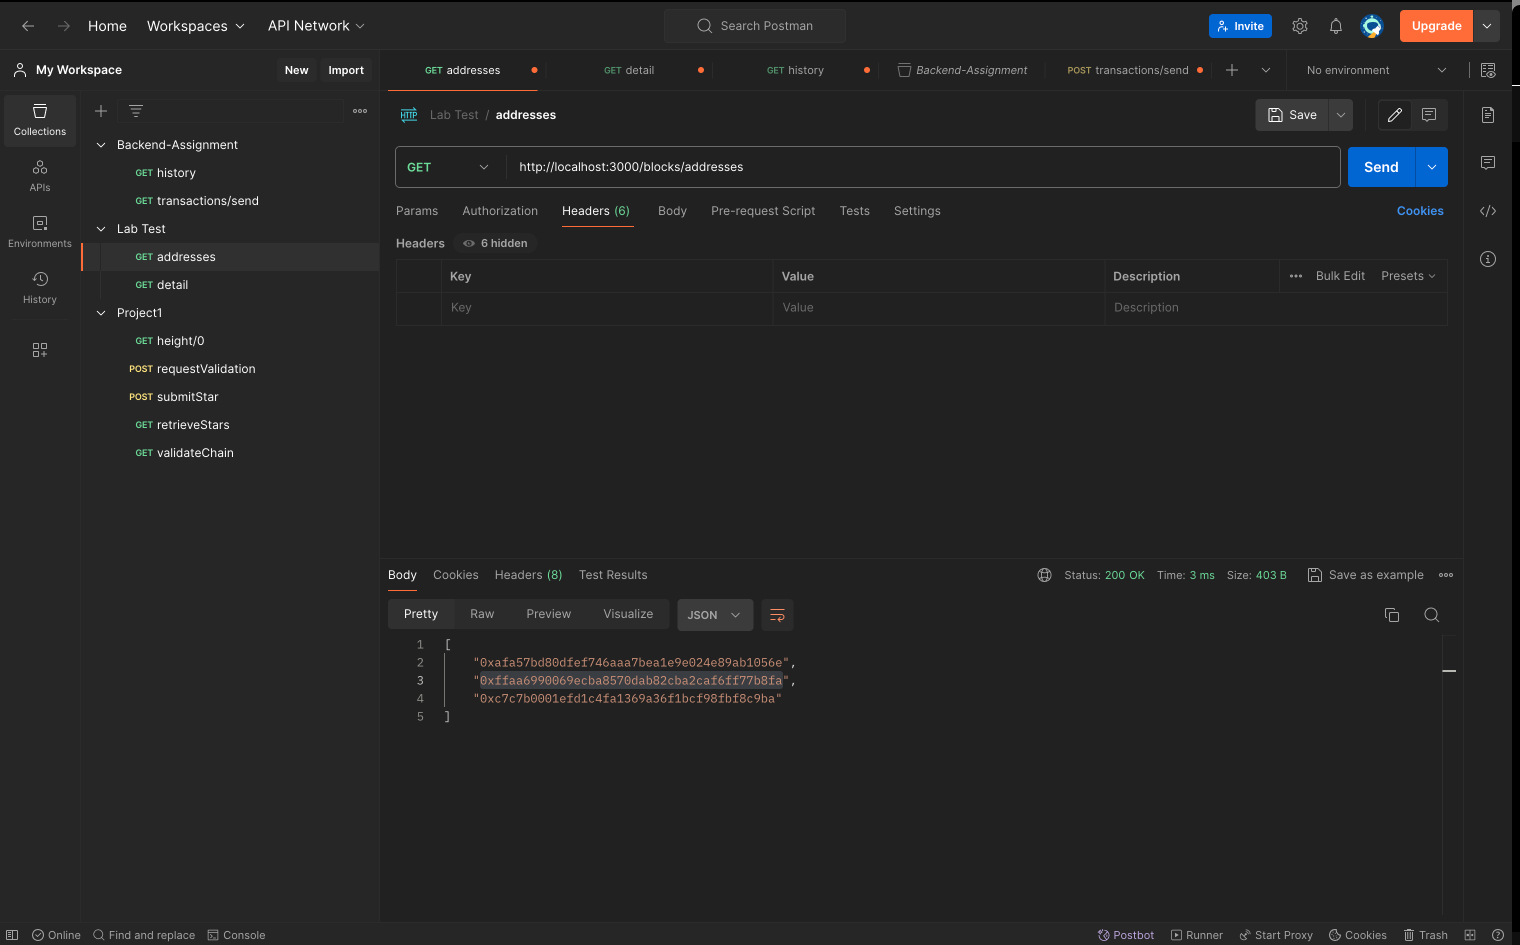 Home Workspaces API Network Search Postman Invite Upgrade
My Workspace New Import GET addresses GET detail GET history Backend-Assignment POST transactions/send No environment
Collections
APIs
Environments
History
Backend-Assignment
GET history
GET transactions/send
Lab Test
GET addresses
GET detail
Project1
GET height/0
POST requestValidation
POST submitStar
GET retrieveStars
GET validateChain
HTTP Lab Test / addresses Save
GET http://localhost:3000/blocks/addresses Send
Params Authorization Headers (6) Body Pre-request Script Tests Settings Cookies
Headers 6 hidden
Key Value Description Bulk Edit Presets
Key Value Description
Body Cookies Headers (8) Test Results Status: 200 OK Time: 3 ms Size: 403 B Save as example
Pretty Raw Preview Visualize JSON
1 [
2 "0xafa57bd80dfef746aaa7bea1e9e024e89ab1056e",
3 "0xffaa6990069ecba8570dab82cba2caf6ff77b8fa",
4 "0xc7c7b0001efd1c4fa1369a36f1bcf98fbf8c9ba"
5 ]
Online Find and replace Console Postbot Runner Start Proxy Cookies Trash